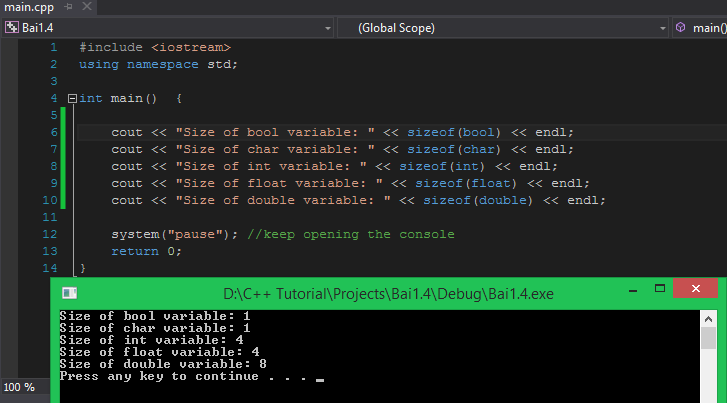 main.cpp
Bai1.4 (Global Scope) main()
1 #include <iostream>
2 using namespace std;
3
4 int main()  {
5
6 cout << "Size of bool variable: " << sizeof(bool) << endl;
7 cout << "Size of char variable: " << sizeof(char) << endl;
8 cout << "Size of int variable: " << sizeof(int) << endl;
9 cout << "Size of float variable: " << sizeof(float) << endl;
10 cout << "Size of double variable: " << sizeof(double) << endl;
11
12 system("pause"); //keep opening the console
13 return 0;
14 }
D:\C++ Tutorial\Projects\Bai1.4\Debug\Bai1.4.exe
Size of bool variable: 1
Size of char variable: 1
Size of int variable: 4
Size of float variable: 4
Size of double variable: 8
Press any key to continue . . . _
100 %